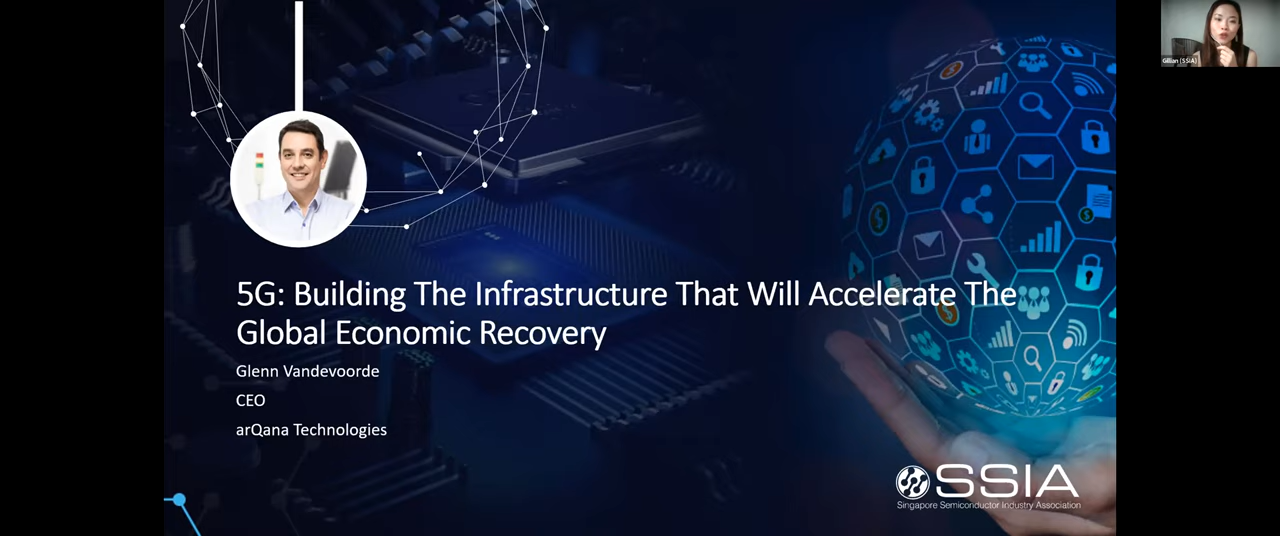 Gillian (SSIA)
5G: Building The Infrastructure That Will Accelerate The
Global Economic Recovery
Glenn Vandevoorde
CEO
arQana Technologies
SSIA
Singapore Semiconductor Industry Association